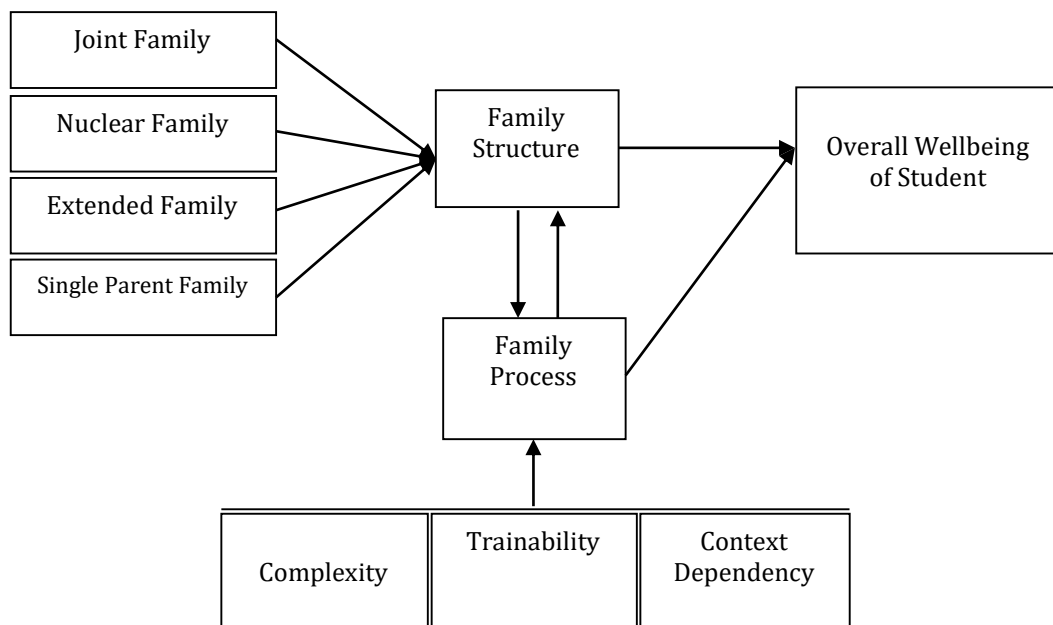 Joint Family
Nuclear Family
Extended Family
Single Parent Family
Family
Structure
Overall Wellbeing
of Student
Family
Process
Complexity
Trainability
Context
Dependency